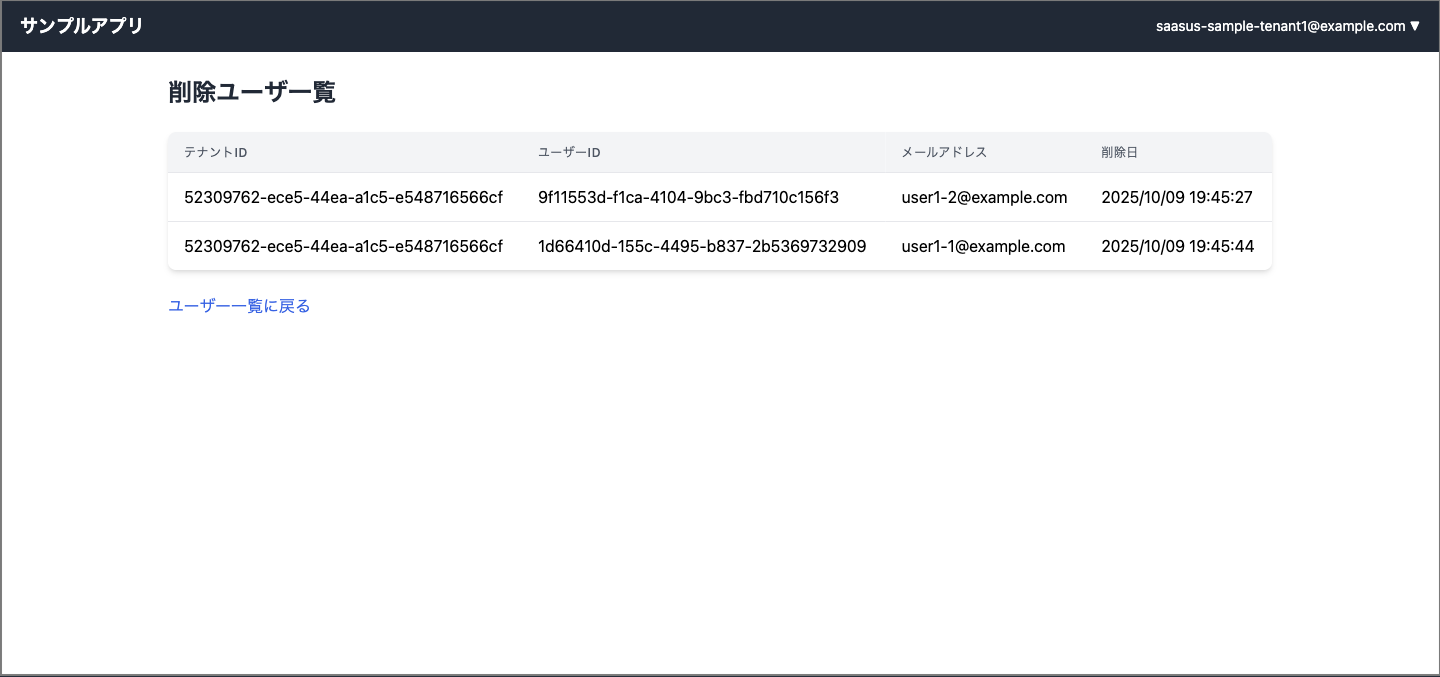 サンプルアプリ saasus-sample-tenant1@example.com ▼
削除ユーザ一覧
テナントID ユーザーID メールアドレス 削除日
52309762-ece5-44ea-a1c5-e548716566cf 9f11553d-f1ca-4104-9bc3-fbd710c156f3 user1-2@example.com 2025/10/09 19:45:27
52309762-ece5-44ea-a1c5-e548716566cf 1d66410d-155c-4495-b837-2b5369732909 user1-1@example.com 2025/10/09 19:45:44
ユーザー一覧に戻る